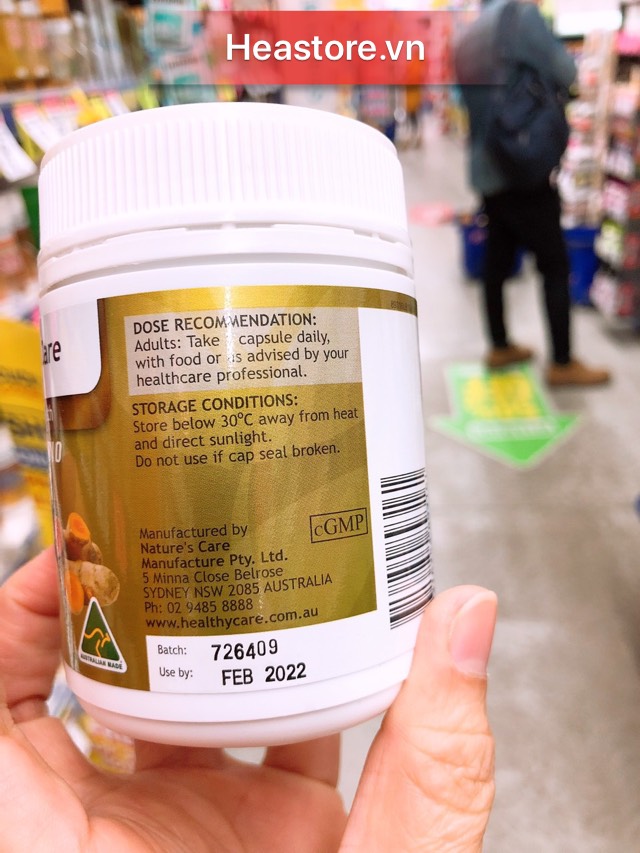 Heastore.vn
are
DOSE RECOMMENDATION:
Adults: Take capsule daily,
with food or as advised by your
healthcare professional.
STORAGE CONDITIONS:
Store below 30°C away from heat
and direct sunlight.
Do not use if cap seal broken.
cGMP
Manufactured by
Nature's Care
Manufacture Pty. Ltd.
5 Minna Close Belrose
SYDNEY NSW 2085 AUSTRALIA
Ph: 02 9485 8888
www.healthycare.com.au
AUSTRALIAN MADE
Batch: 726409
Use by: FEB 2022